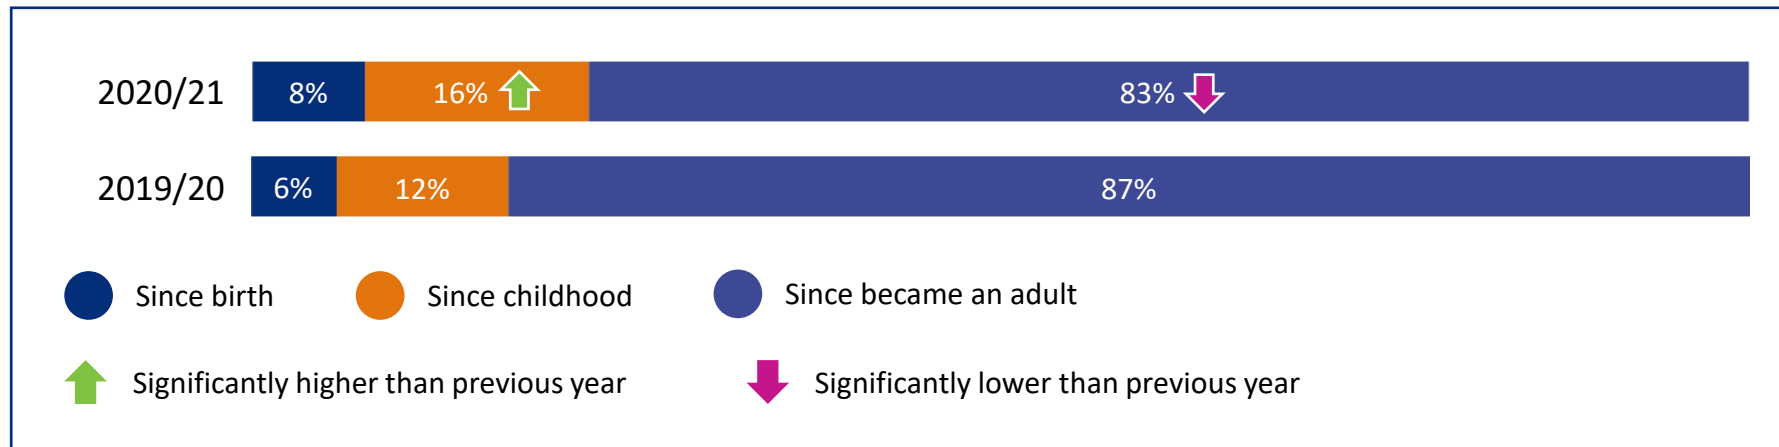 2020/21 8% 16% 83%
2019/20 6% 12% 87%
Since birth Since childhood Since became an adult
Significantly higher than previous year Significantly lower than previous year